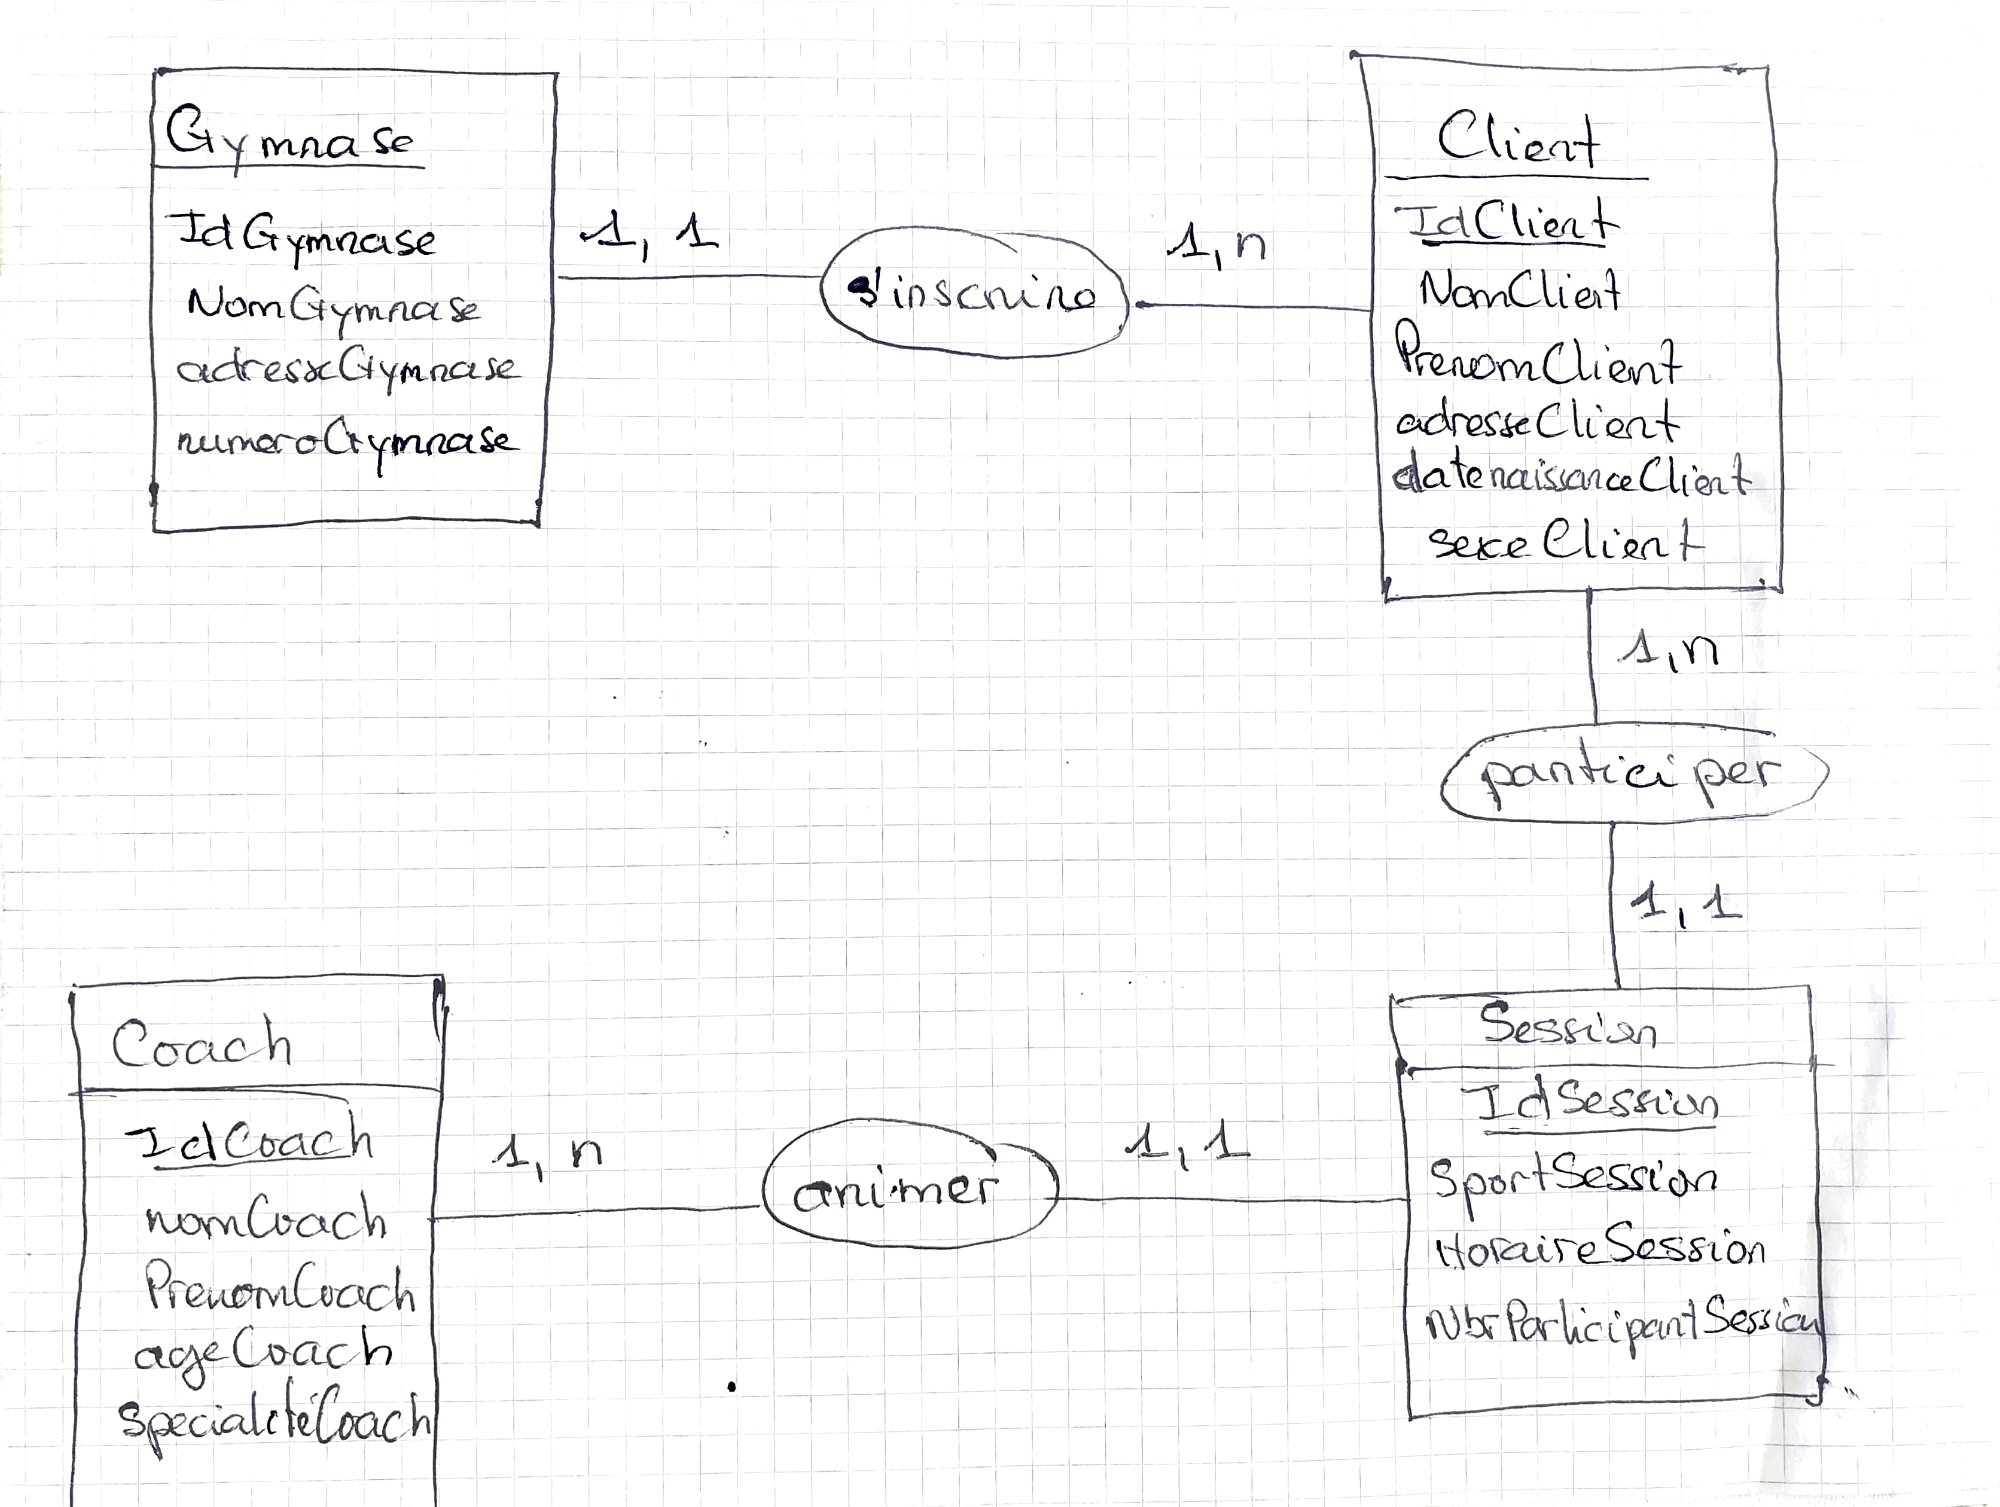 Gymnase
IdGymnase
NomGymnase
adresseGymnase
numeroGymnase
1, 1
s'inscrire
1,n
Client
IdClient
NomClient
PrenomClient
adresseClient
datenaissanceClient
sexeClient
1,n
participer
1, 1
Coach
IdCoach
nomCoach
PrenomCoach
ageCoach
SpecialitéCoach
1, n
animer
1, 1
Session
IdSession
SportSession
HoraireSession
NbrParticipantSession